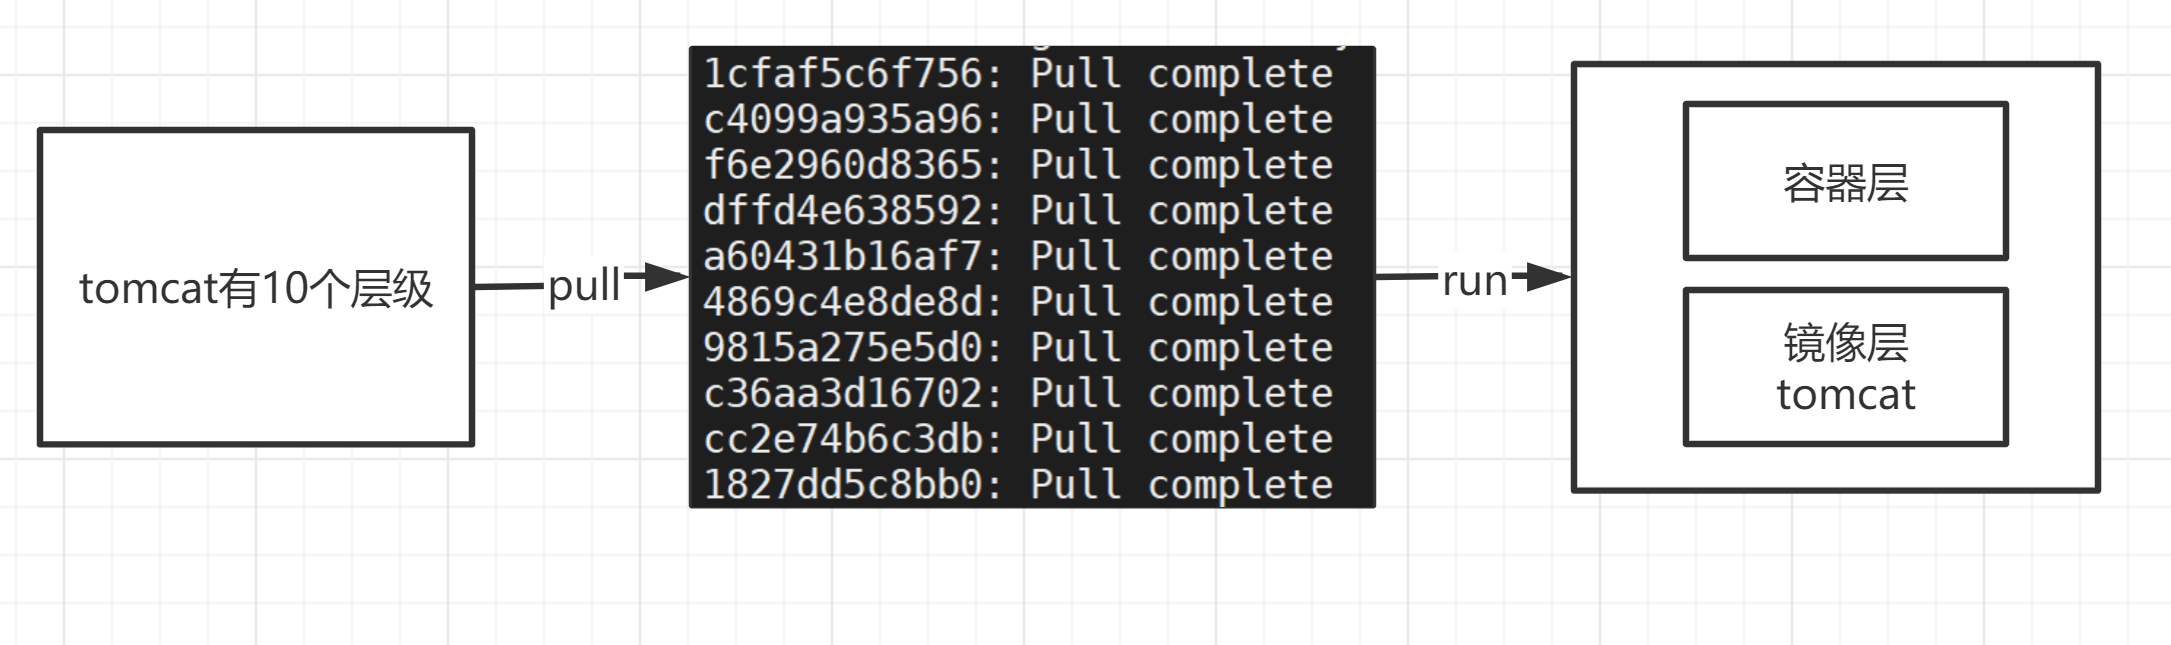 tomcat有10个层级
pull
1cfaf5c6f756: Pull complete
c4099a935a96: Pull complete
f6e2960d8365: Pull complete
dffd4e638592: Pull complete
a60431b16af7: Pull complete
4869c4e8de8d: Pull complete
9815a275e5d0: Pull complete
c36aa3d16702: Pull complete
cc2e74b6c3db: Pull complete
1827dd5c8bb0: Pull complete
run
容器层
镜像层
tomcat